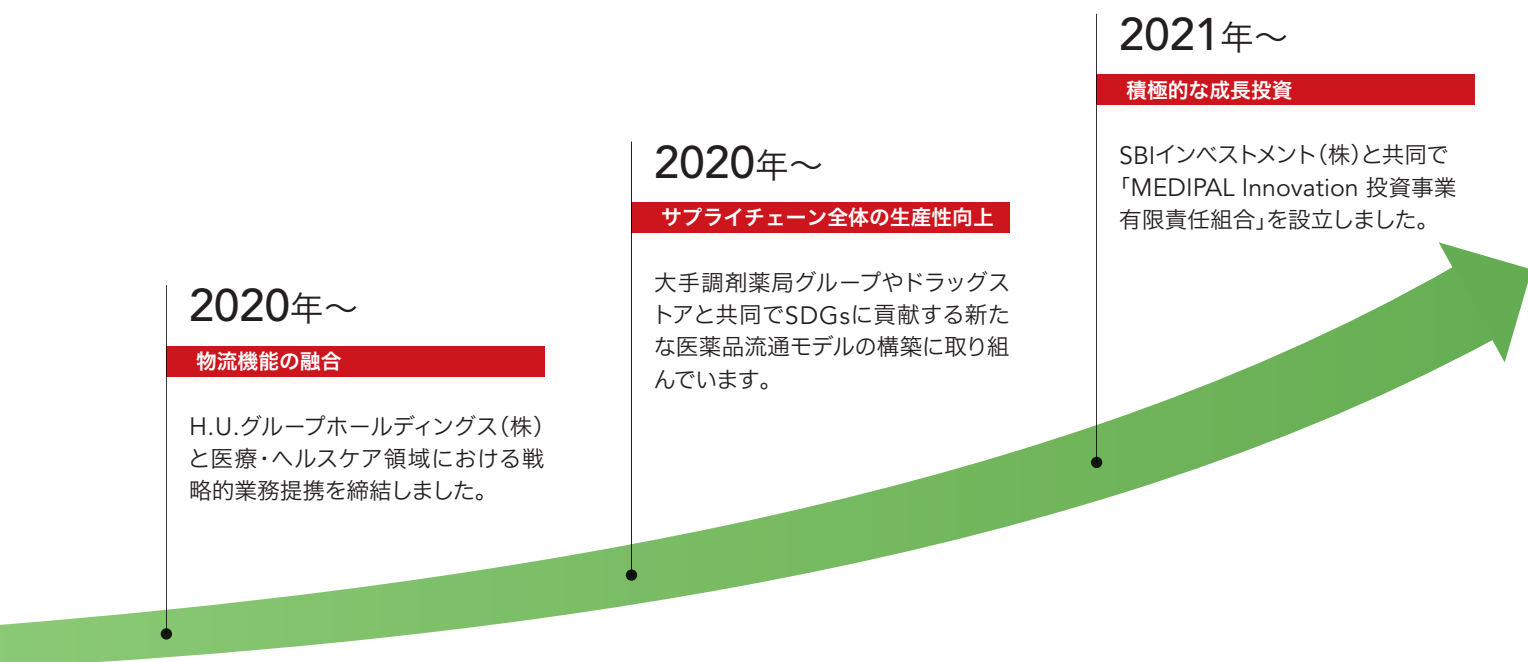 2020年～
物流機能の融合
H.U.グループホールディングス（株）
と医療・ヘルスケア領域における戦
略的業務提携を締結しました。
2020年～
サプライチェーン全体の生産性向上
大手調剤薬局グループやドラッグス
トアと共同でSDGsに貢献する新た
な医薬品流通モデルの構築に取り組
んでいます。
2021年～
積極的な成長投資
SBIインベストメント（株）と共同で
「MEDIPAL Innovation 投資事業
有限責任組合」を設立しました。